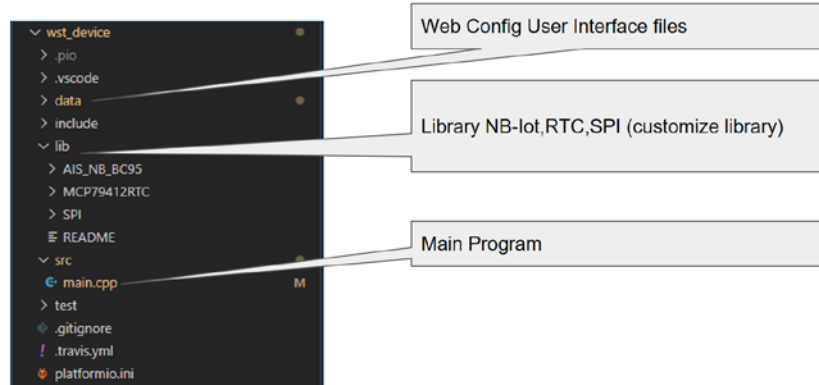 wst_device
.pio
.vscode
data
include
lib
AIS_NB_BC95
MCP79412RTC
SPI
README
src
main.cpp M
test
.gitignore
.travis.yml
platformio.ini
Web Config User Interface files
Library NB-Iot,RTC,SPI (customize library)
Main Program